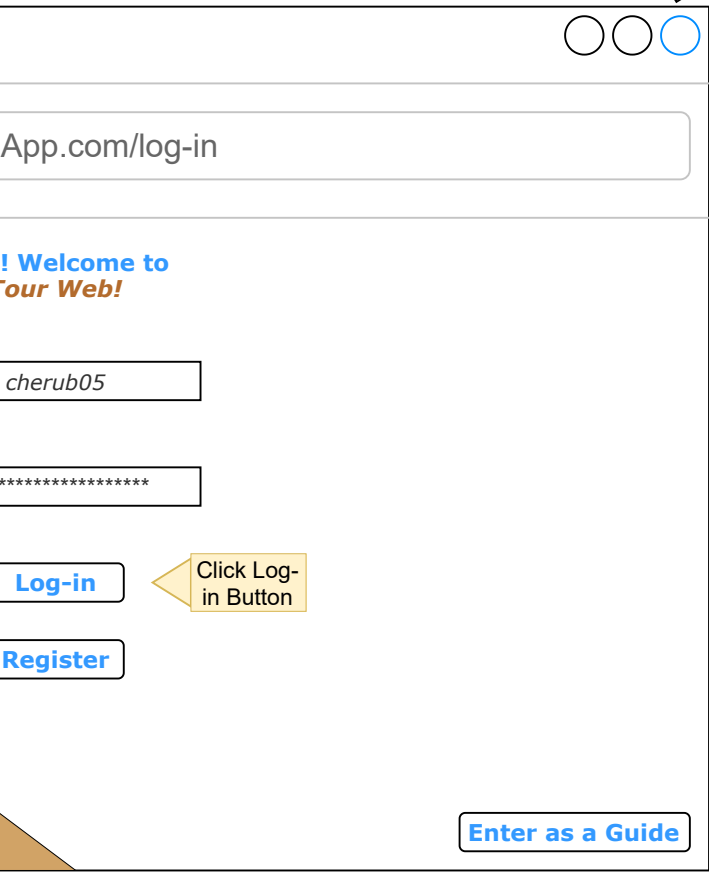 App.com/log-in
! Welcome to
Tour Web!
cherub05
*****************
Log-in
Click Log-
in Button
Register
Enter as a Guide